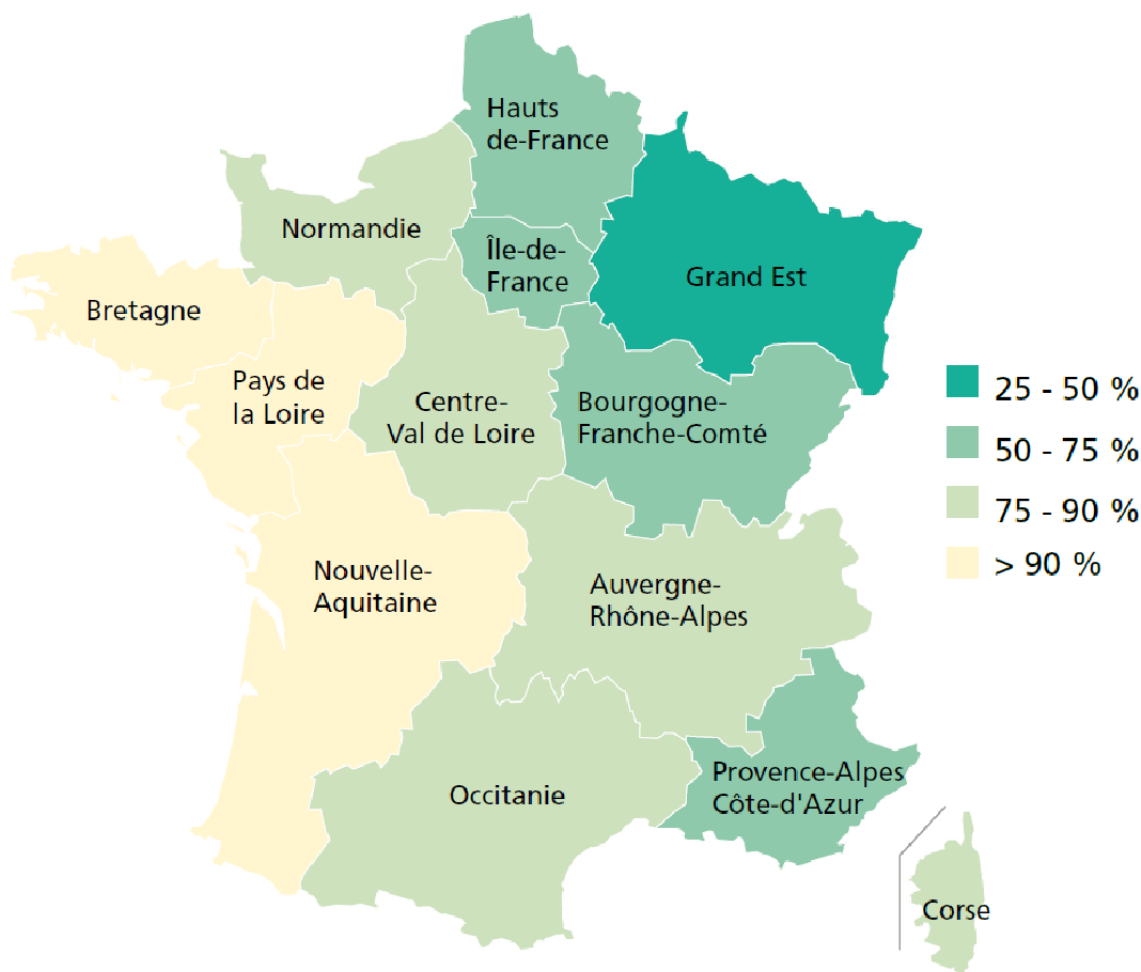 Hauts
de-France
Normandie
Île-de-
France
Grand Est
Bretagne
Pays de
la Loire
Centre-
Val de Loire
Bourgogne-
Franche-Comté
25 - 50 %
50 - 75 %
75 - 90 %
> 90 %
Nouvelle-
Aquitaine
Auvergne-
Rhône-Alpes
Occitanie
Provence-Alpes
Côte-d'Azur
Corse